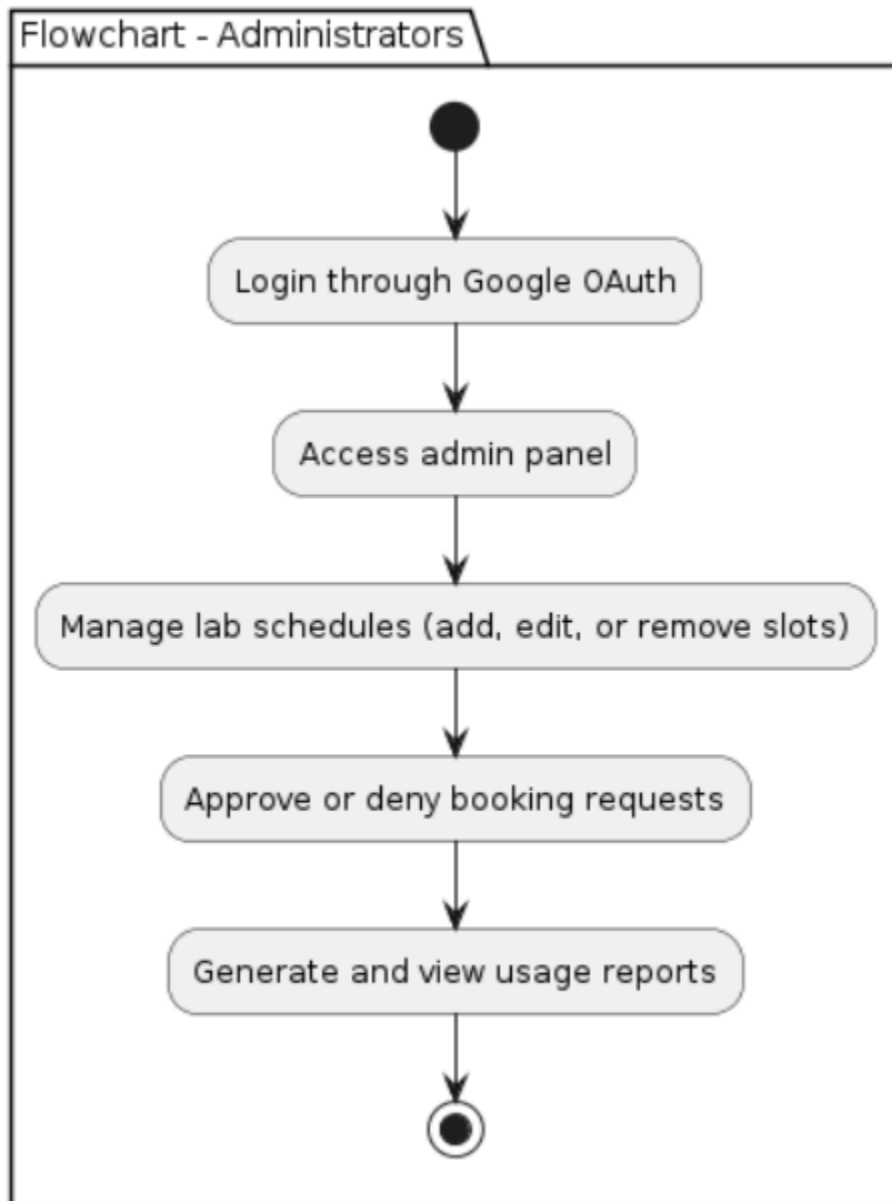 Flowchart - Administrators
Login through Google OAuth
Access admin panel
Manage lab schedules (add, edit, or remove slots)
Approve or deny booking requests
Generate and view usage reports